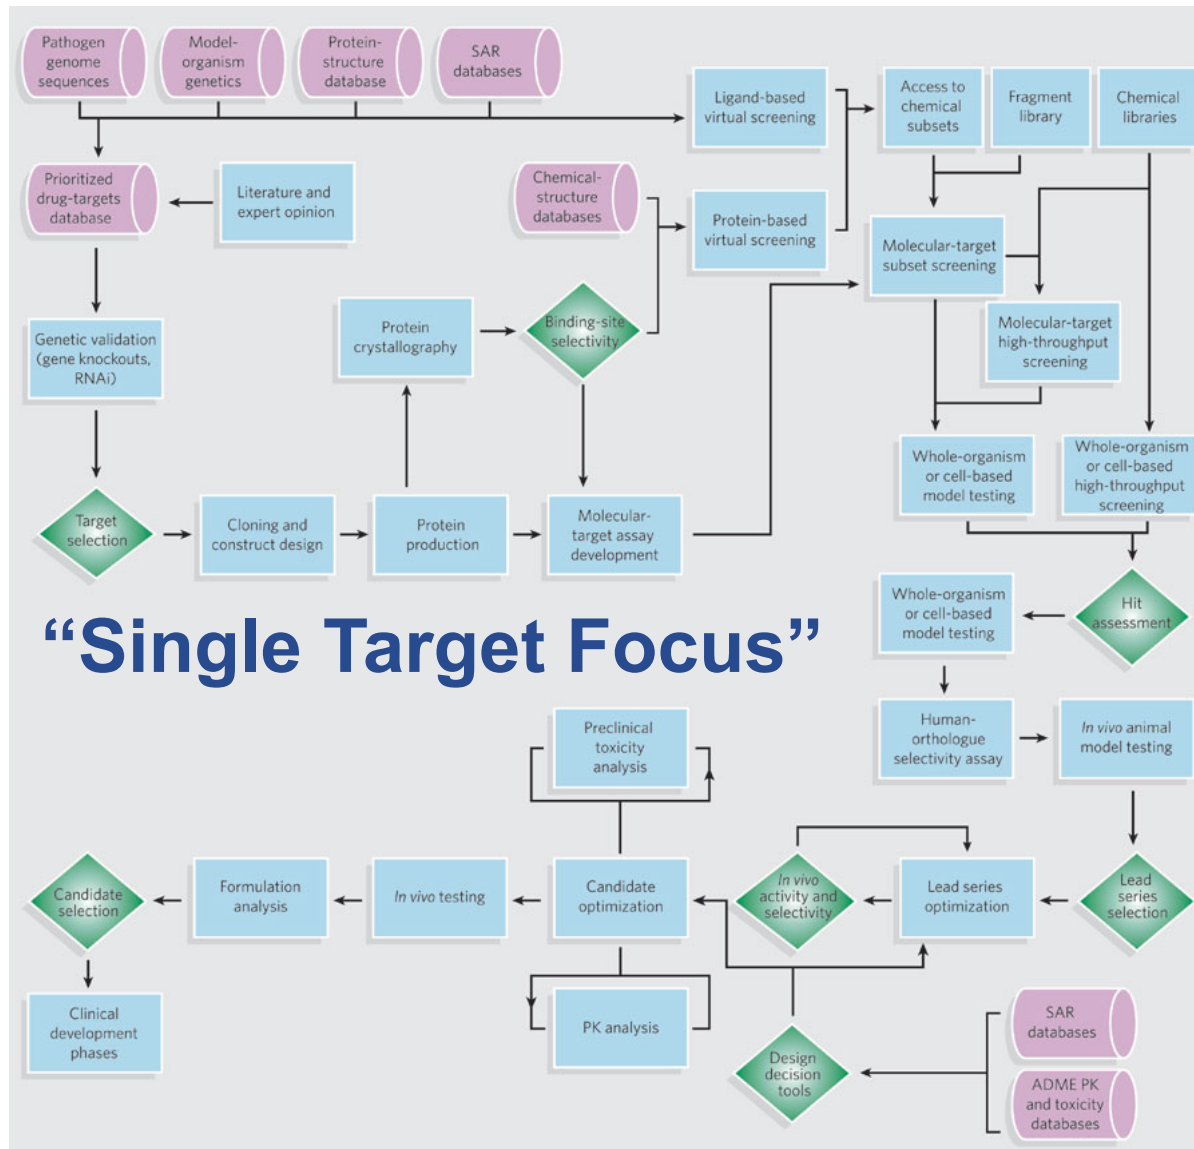 Pathogen
genome
sequences
Model-
organism
genetics
Protein-
structure
database
SAR
databases
Ligand-based
virtual screening
Access to
chemical
subsets
Fragment
library
Chemical
libraries
Prioritized
drug-targets
database
Literature and
expert opinion
Chemical-
structure
databases
Protein-based
virtual screening
Molecular-target
subset screening
Genetic validation
(gene knockouts,
RNAi)
Protein
crystallography
Binding-site
selectivity
Molecular-target
high-throughput
screening
Whole-organism
or cell-based
model testing
Whole-organism
or cell-based
high-throughput
screening
Target
selection
Cloning and
construct design
Protein
production
Molecular-
target assay
development
Whole-organism
or cell-based
model testing
Hit
assessment
“Single Target Focus”
Human-
orthologue
selectivity assay
In vivo animal
model testing
Preclinical
toxicity
analysis
Candidate
selection
Formulation
analysis
In vivo testing
Candidate
optimization
In vivo
activity and
selectivity
Lead series
optimization
Lead
series
selection
Clinical
development
phases
PK analysis
Design
decision
tools
SAR
databases
ADME PK
and toxicity
databases